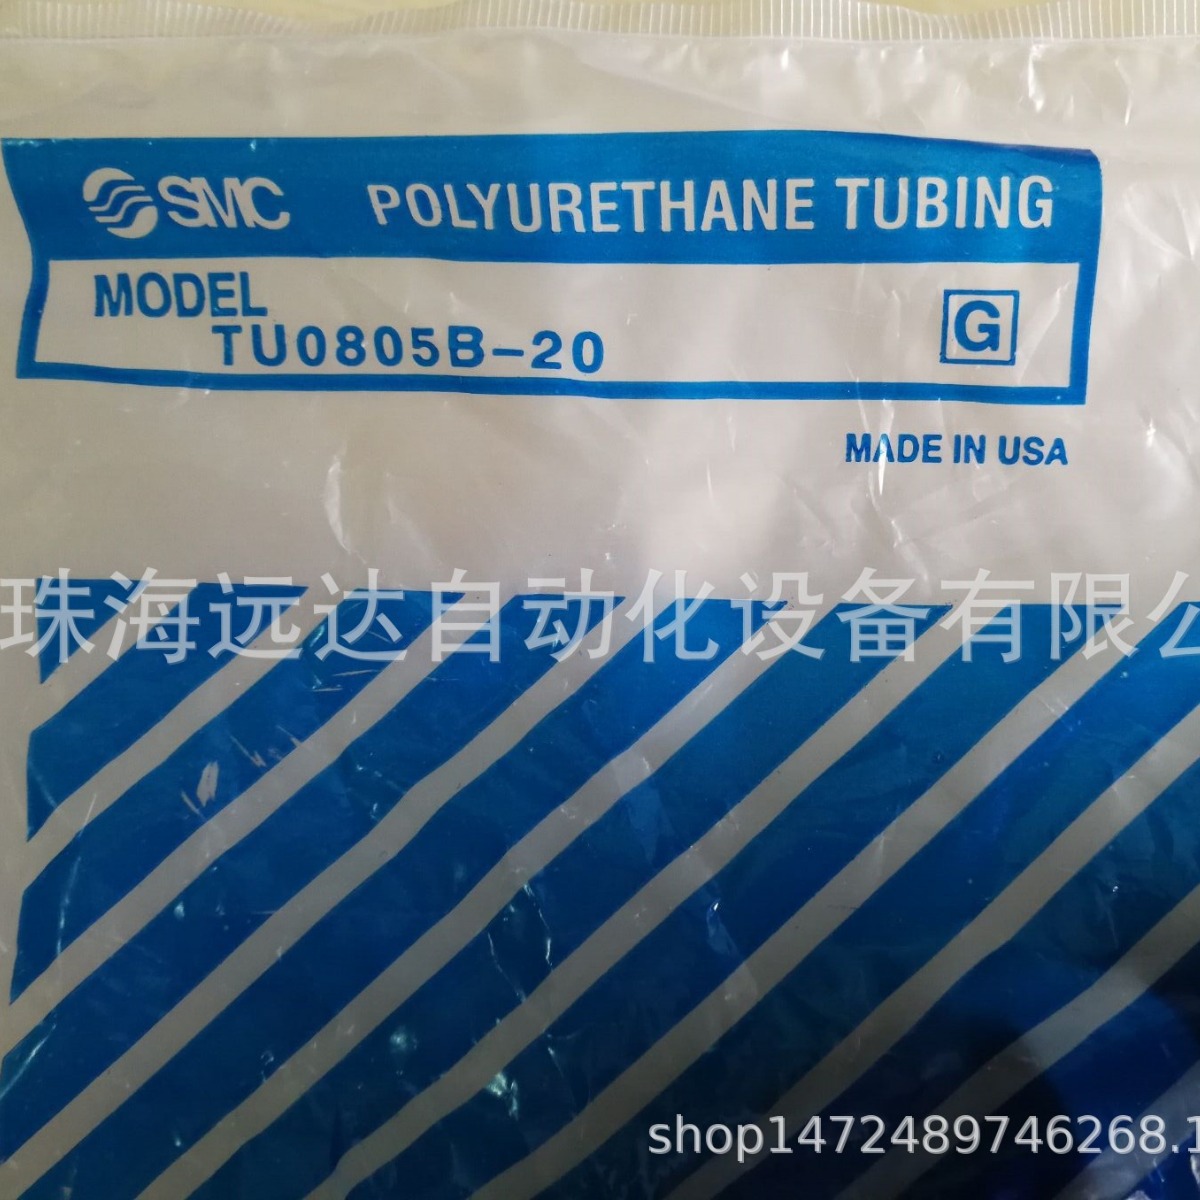 SMC POLYURETHANE TUBING
MODEL
TU0805B-20
G
MADE IN USA
珠海远达自动化设备有限公
shop1472489746268.1